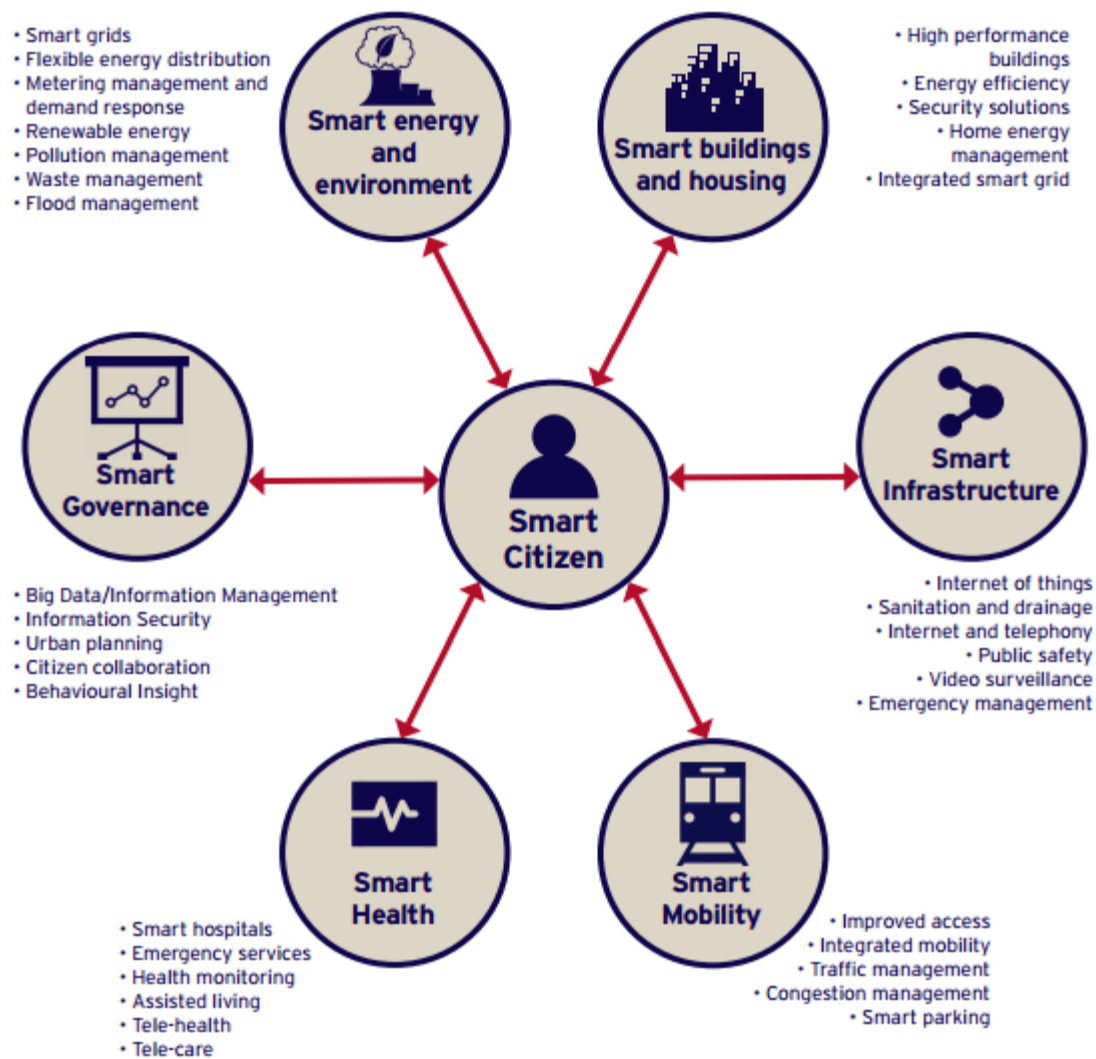 • Smart grids
• Flexible energy distribution
• Metering management and
demand response
• Renewable energy
• Pollution management
• Waste management
• Flood management
Smart energy
and
environment
Smart buildings
and housing
• High performance
buildings
• Energy efficiency
• Security solutions
• Home energy
management
• Integrated smart grid
Smart
Governance
• Big Data/Information Management
• Information Security
• Urban planning
• Citizen collaboration
• Behavioural Insight
Smart
Citizen
Smart
Infrastructure
• Internet of things
• Sanitation and drainage
• Internet and telephony
• Public safety
• Video surveillance
• Emergency management
Smart
Health
• Smart hospitals
• Emergency services
• Health monitoring
• Assisted living
• Tele-health
• Tele-care
Smart
Mobility
• Improved access
• Integrated mobility
• Traffic management
• Congestion management
• Smart parking